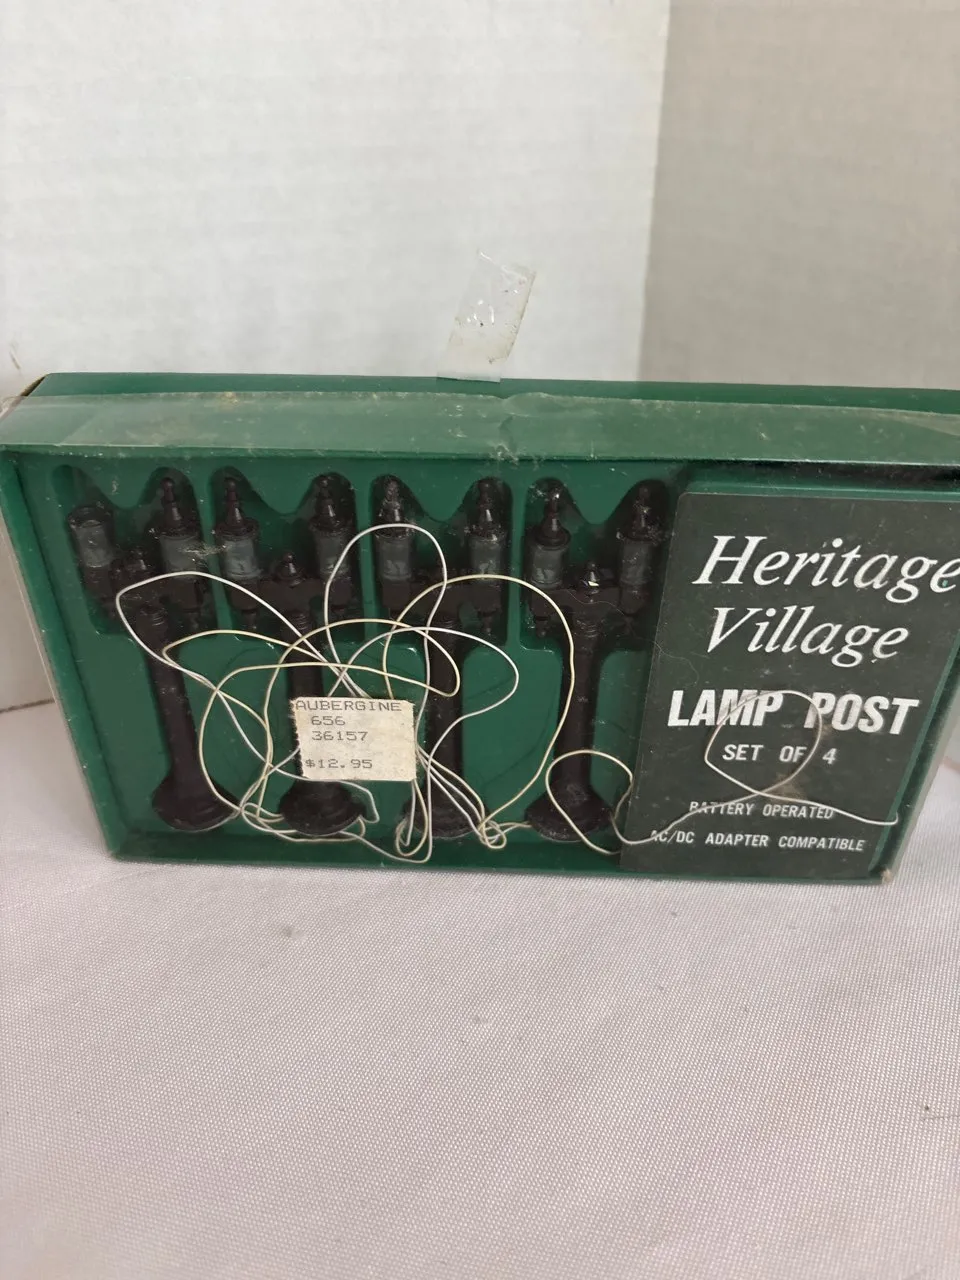 Heritage
Village
LAMP POST
SET OF 4
BATTERY OPERATED
AC/DC ADAPTER COMPATIBLE
AUBERGINE
656
36157
$12.95